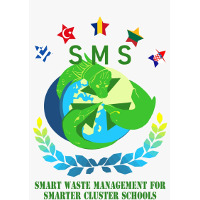 SMS
SMART WASTE MANAGEMENT FOR
SMARTER CLUSTER SCHOOLS